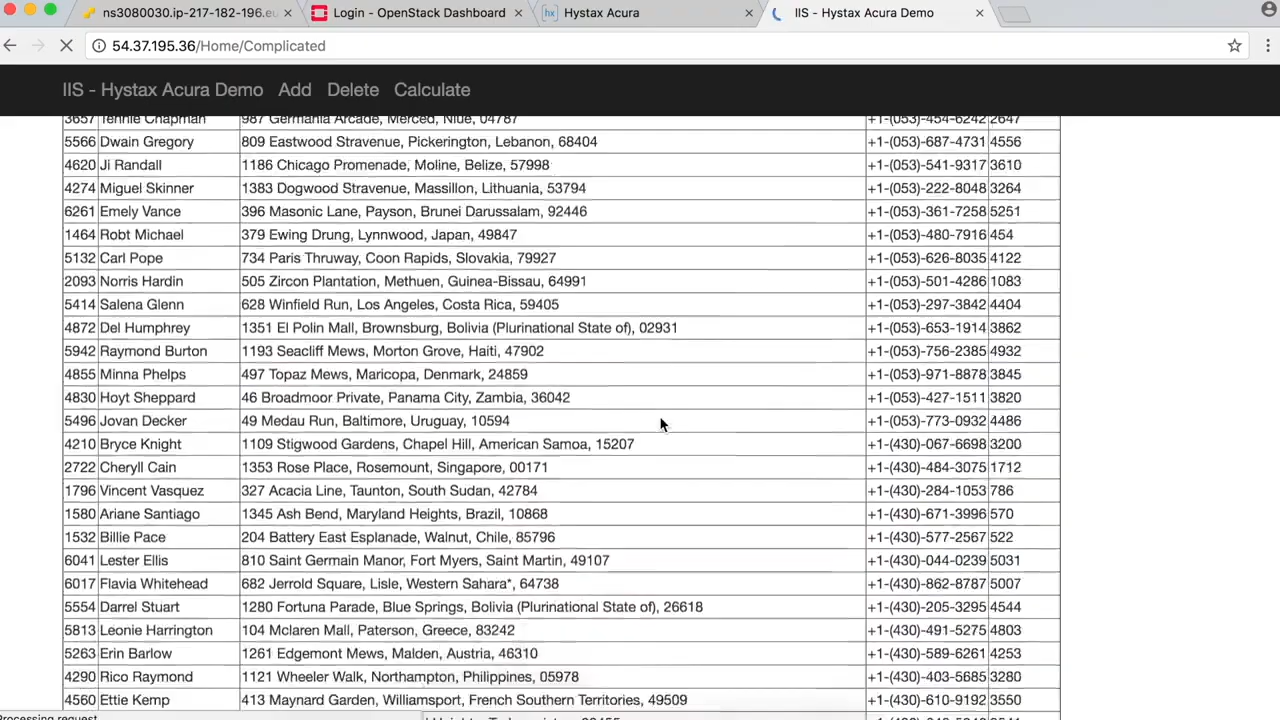 ns3080030.ip-217-182-196.eu
Login - OpenStack Dashboard
hx Hystax Acura
IIS - Hystax Acura Demo
54.37.195.36/Home/Complicated
IIS - Hystax Acura Demo Add Delete Calculate
3657 Tennie Chapman 987 Germania Arcade, Merced, Niue, 04787 +1-(053)-454-6242 2647
5566 Dwain Gregory 809 Eastwood Stravenue, Pickerington, Lebanon, 68404 +1-(053)-687-4731 4556
4620 Ji Randall 1186 Chicago Promenade, Moline, Belize, 57998 +1-(053)-541-9317 3610
4274 Miguel Skinner 1383 Dogwood Stravenue, Massillon, Lithuania, 53794 +1-(053)-222-8048 3264
6261 Emely Vance 396 Masonic Lane, Payson, Brunei Darussalam, 92446 +1-(053)-361-7258 5251
1464 Robt Michael 379 Ewing Drung, Lynnwood, Japan, 49847 +1-(053)-480-7916 454
5132 Carl Pope 734 Paris Thruway, Coon Rapids, Slovakia, 79927 +1-(053)-626-8035 4122
2093 Norris Hardin 505 Zircon Plantation, Methuen, Guinea-Bissau, 64991 +1-(053)-501-4286 1083
5414 Salena Glenn 628 Winfield Run, Los Angeles, Costa Rica, 59405 +1-(053)-297-3842 4404
4872 Del Humphrey 1351 El Polin Mall, Brownsburg, Bolivia (Plurinational State of), 02931 +1-(053)-653-1914 3862
5942 Raymond Burton 1193 Seacliff Mews, Morton Grove, Haiti, 47902 +1-(053)-756-2385 4932
4855 Minna Phelps 497 Topaz Mews, Maricopa, Denmark, 24859 +1-(053)-971-8878 3845
4830 Hoyt Sheppard 46 Broadmoor Private, Panama City, Zambia, 36042 +1-(053)-427-1511 3820
5496 Jovan Decker 49 Medau Run, Baltimore, Uruguay, 10594 +1-(053)-773-0932 4486
4210 Bryce Knight 1109 Stigwood Gardens, Chapel Hill, American Samoa, 15207 +1-(430)-067-6698 3200
2722 Cheryll Cain 1353 Rose Place, Rosemount, Singapore, 00171 +1-(430)-484-3075 1712
1796 Vincent Vasquez 327 Acacia Line, Taunton, South Sudan, 42784 +1-(430)-284-1053 786
1580 Ariane Santiago 1345 Ash Bend, Maryland Heights, Brazil, 10868 +1-(430)-671-3996 570
1532 Billie Pace 204 Battery East Esplanade, Walnut, Chile, 85796 +1-(430)-577-2567 522
6041 Lester Ellis 810 Saint Germain Manor, Fort Myers, Saint Martin, 49107 +1-(430)-044-0239 5031
6017 Flavia Whitehead 682 Jerrold Square, Lisle, Western Sahara*, 64738 +1-(430)-862-8787 5007
5554 Darrel Stuart 1280 Fortuna Parade, Blue Springs, Bolivia (Plurinational State of), 26618 +1-(430)-205-3295 4544
5813 Leonie Harrington 104 Mclaren Mall, Paterson, Greece, 83242 +1-(430)-491-5275 4803
5263 Erin Barlow 1261 Edgemont Mews, Malden, Austria, 46310 +1-(430)-589-6261 4253
4290 Rico Raymond 1121 Wheeler Walk, Northampton, Philippines, 05978 +1-(430)-403-5685 3280
4560 Ettie Kemp 413 Maynard Garden, Williamsport, French Southern Territories, 49509 +1-(430)-610-9192 3550
Processing request